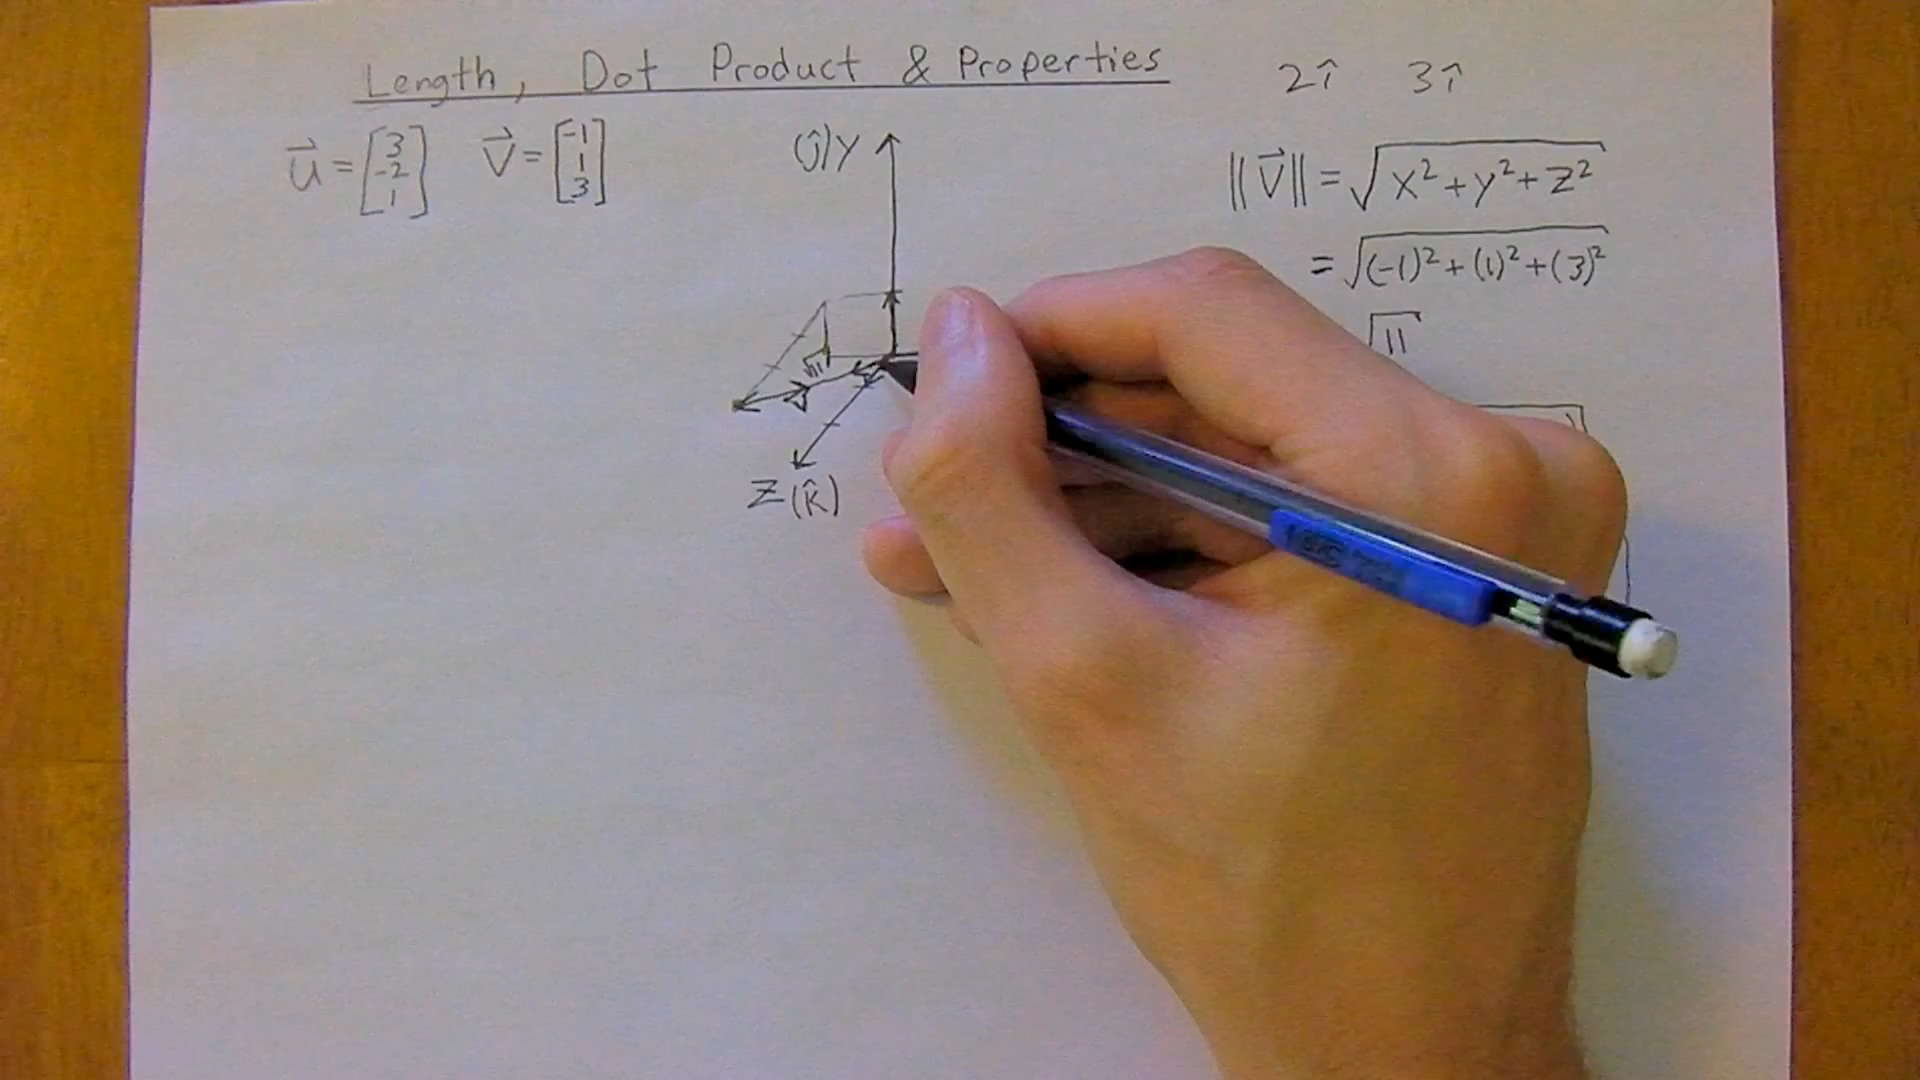 Length, Dot Product & Properties
2î 3î
u⃗ = [3 -2 1] v⃗ = [-1 1 3]
(ĵ)Y
||v⃗|| = √(x² + y² + z²)
= √((-1)² + (1)² + (3)²)
√11
Z(k̂)